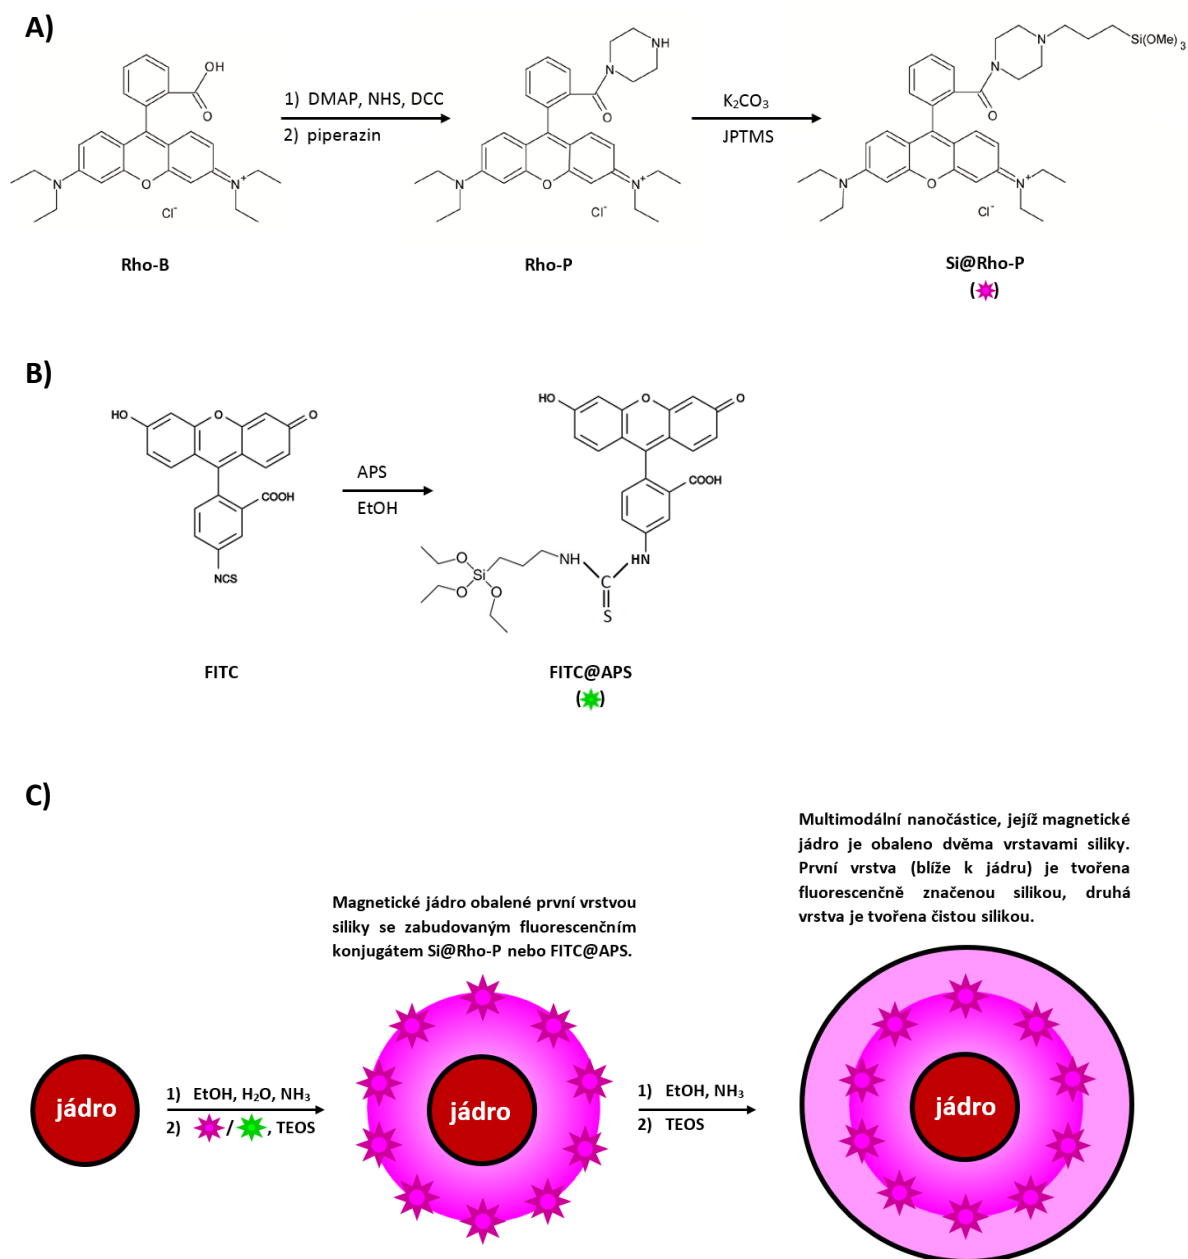 A)
OH
O
N
O
N+
Cl-
Rho-B
1) DMAP, NHS, DCC
2) piperazin
NH
N
O
N
O
N+
Cl-
Rho-P
K2CO3
JPTMS
N
Si(OMe) 3
N
O
N
O
N+
Cl-
Si@Rho-P
( )
B)
HO
O
O
COOH
NCS
FITC
APS
EtOH
HO
O
O
COOH
O
NH
HN
Si
O
O
C
S
FITC@APS
( )
C)
Multimodální nanočástice, jejíž magnetické
jádro je obaleno dvěma vrstavami siliky.
První vrstva (blíže k jádru) je tvořena
fluorescenčně značenou silikou, druhá
vrstva je tvořena čistou silikou.
Magnetické jádro obalené první vrstvou
siliky se zabudovaným fluorescenčním
konjugátem Si@Rho-P nebo FITC@APS.
jádro
1) EtOH, H2O, NH3
2) / , TEOS
jádro
1) EtOH, NH3
2) TEOS
jádro